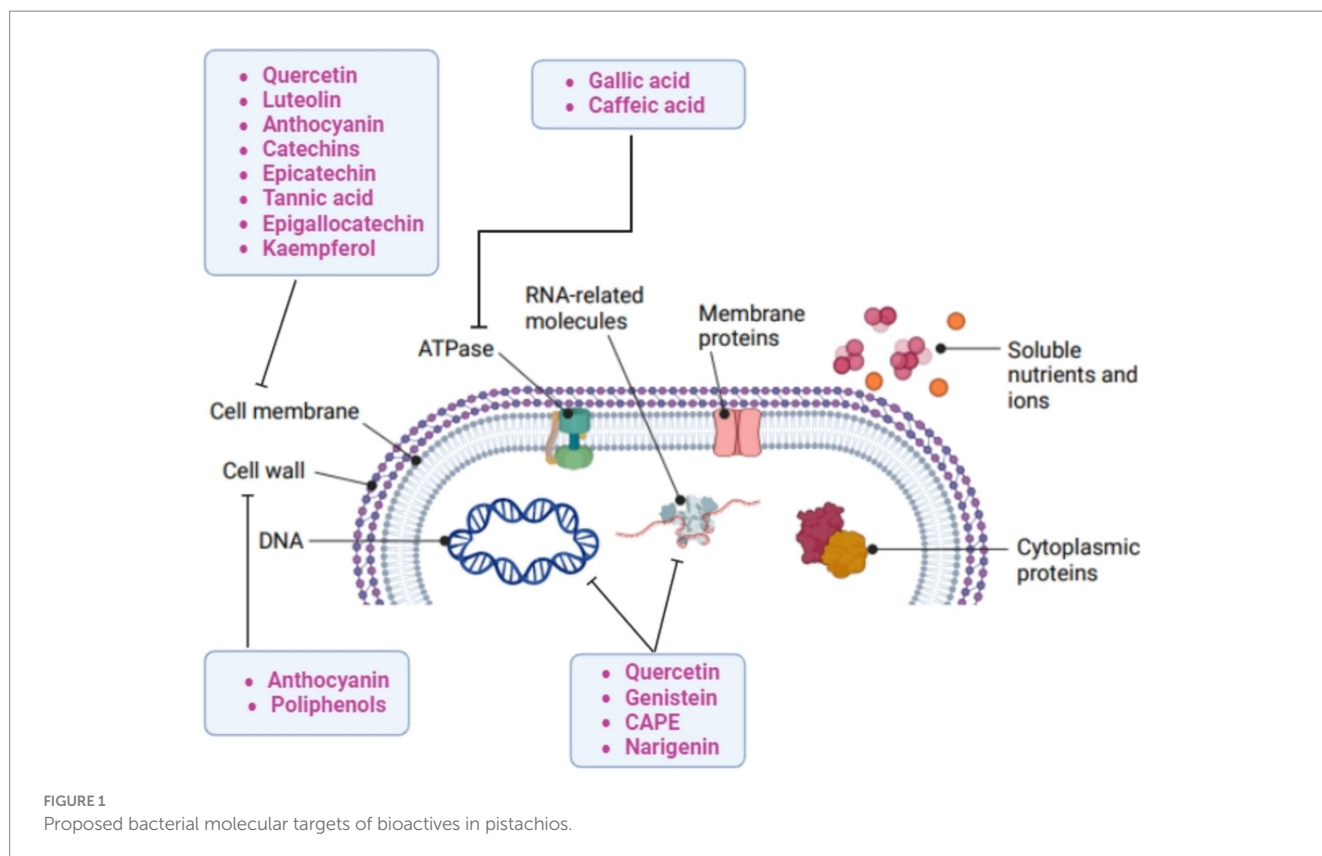 • Quercetin
• Luteolin
• Anthocyanin
• Catechins
• Epicatechin
• Tannic acid
• Epigallocatechin
• Kaempferol
• Gallic acid
• Caffeic acid
RNA-related
molecules
Membrane
proteins
ATPase
Soluble
nutrients and
ions
Cell membrane
Cell wall
DNA
Cytoplasmic
proteins
• Anthocyanin
• Poliphenols
• Quercetin
• Genistein
• CAPE
• Narigenin
FIGURE 1
Proposed bacterial molecular targets of bioactives in pistachios.